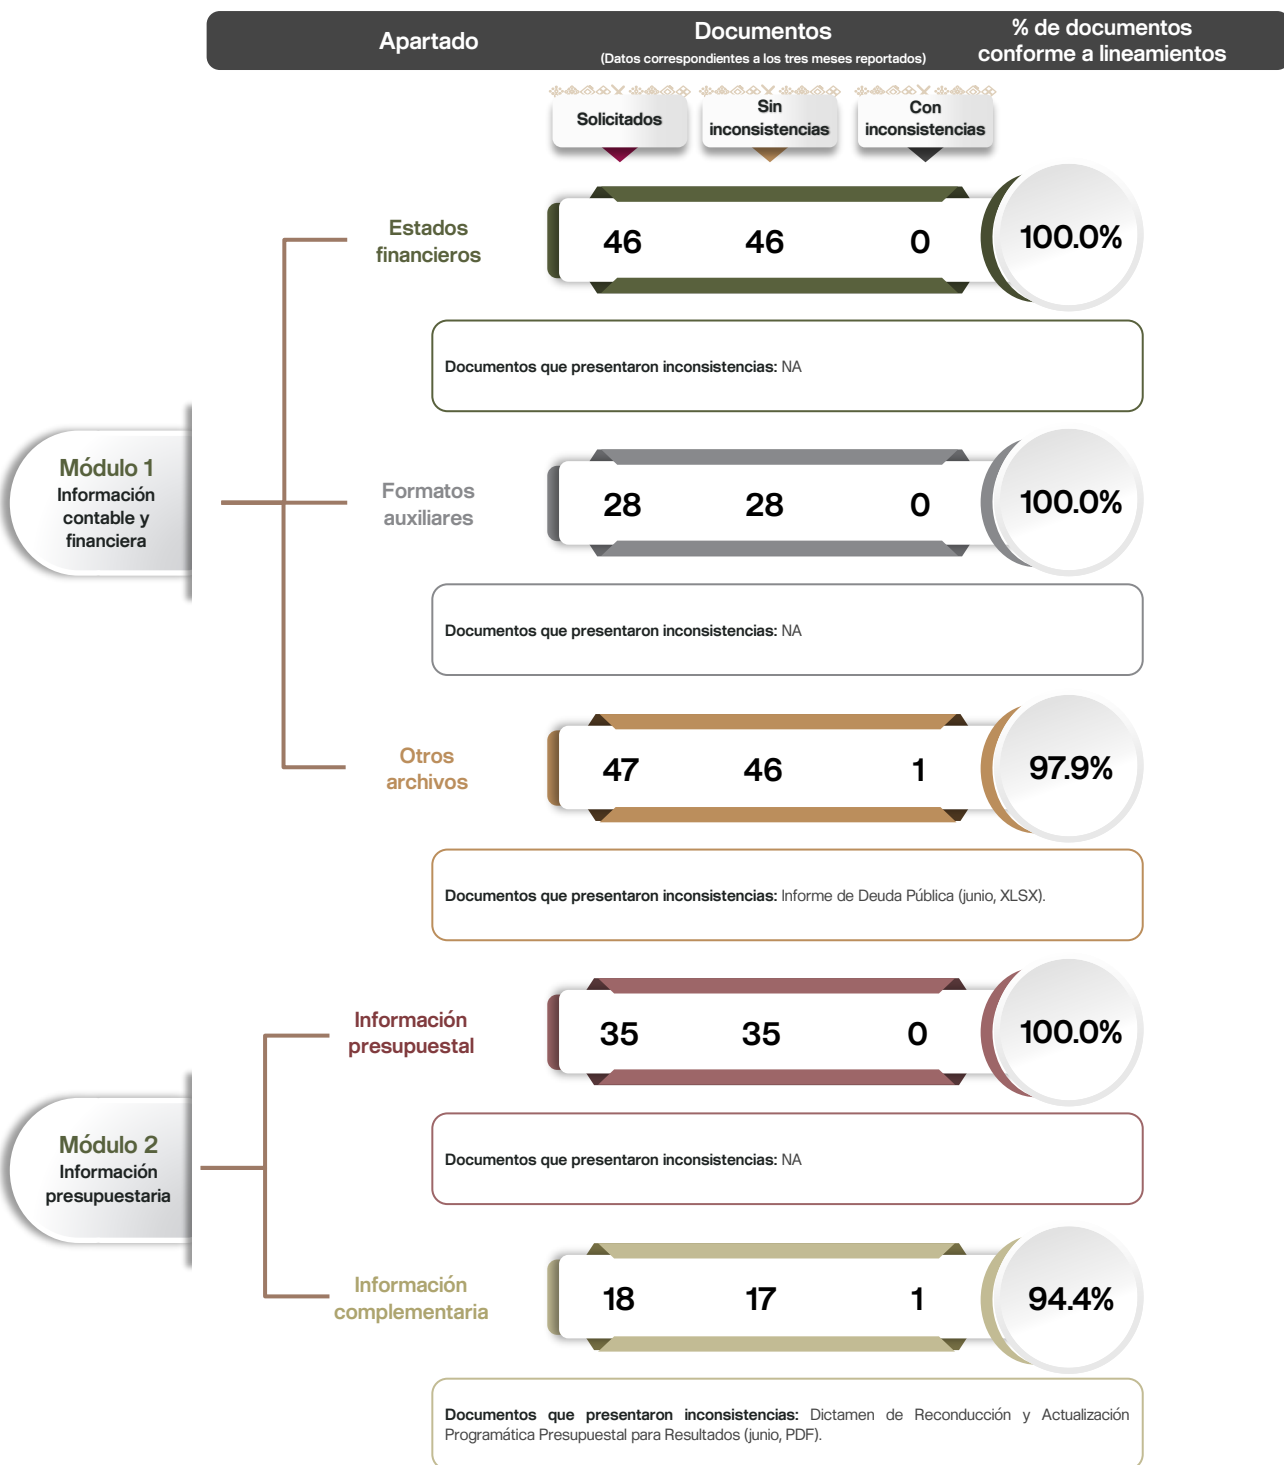 Apartado
Documentos
(Datos correspondientes a los tres meses reportados)
% de documentos
conforme a lineamientos
Solicitados
Sin
inconsistencias
Con
inconsistencias
Módulo 1
Información
contable y
financiera
Estados
financieros
46 46 0 100.0%
Documentos que presentaron inconsistencias: NA
Formatos
auxiliares
28 28 0 100.0%
Documentos que presentaron inconsistencias: NA
Otros
archivos
47 46 1 97.9%
Documentos que presentaron inconsistencias: Informe de Deuda Pública (junio, XLSX).
Módulo 2
Información
presupuestaria
Información
presupuestal
35 35 0 100.0%
Documentos que presentaron inconsistencias: NA
Información
complementaria
18 17 1 94.4%
Documentos que presentaron inconsistencias: Dictamen de Reconducción y Actualización
Programática Presupuestal para Resultados (junio, PDF).